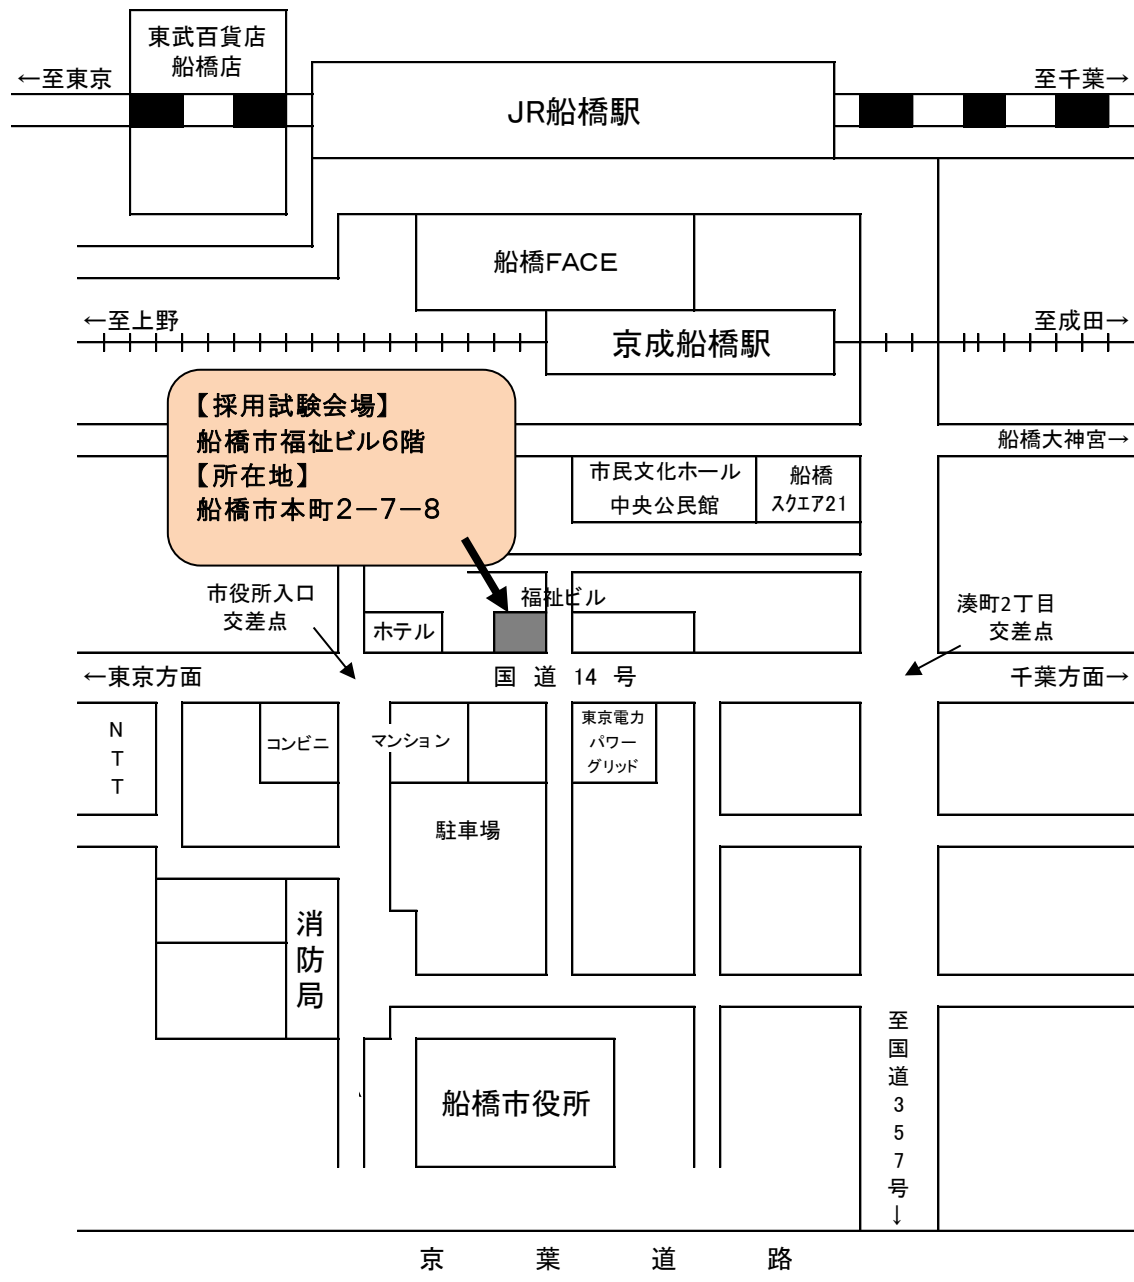 東武百貨店
船橋店
←至東京
至千葉→
JR船橋駅
船橋FACE
←至上野
至成田→
京成船橋駅
【採用試験会場】
船橋市福祉ビル6階
【所在地】
船橋市本町2－7－8
船橋大神宮→
市民文化ホール
中央公民館
船橋
スクエア21
市役所入口
交差点
福祉ビル
湊町2丁目
交差点
ホテル
←東京方面
国道14号
千葉方面→
NTT
コンビニ
マンション
東京電力
パワー
グリッド
駐車場
消防局
船橋市役所
至国道357号↓
京葉道路